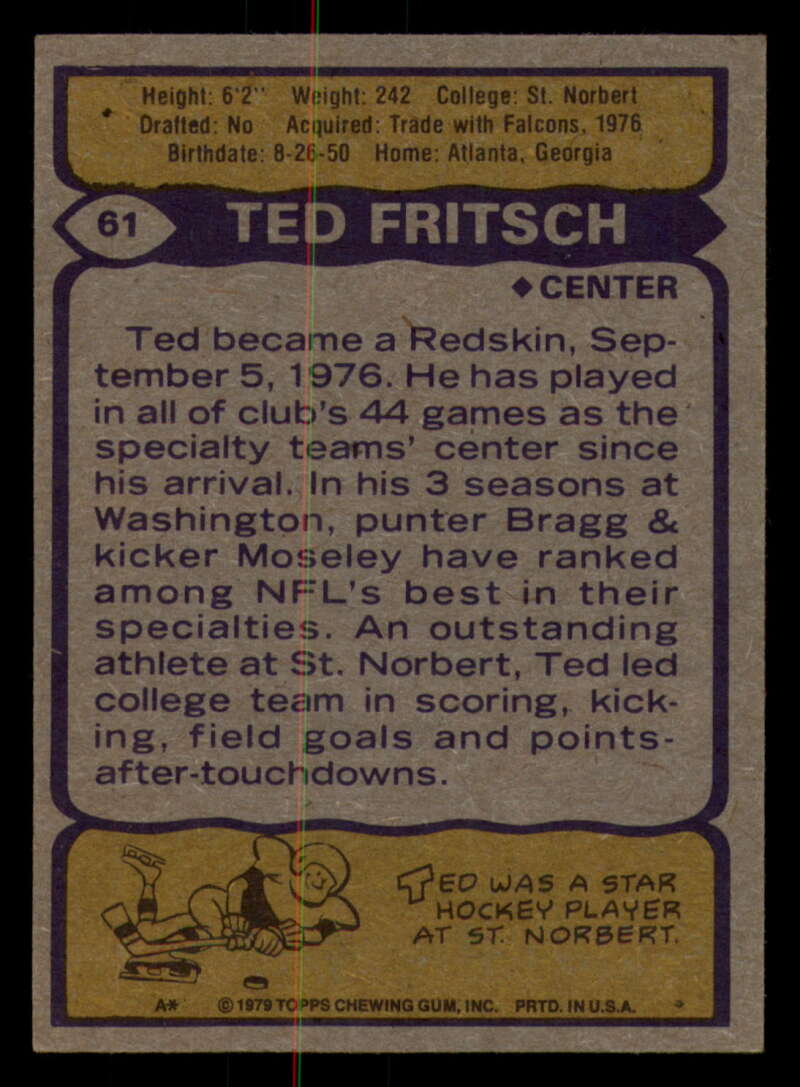 Height: 6'2" Weight: 242 College: St. Norbert
Drafted: No Acquired: Trade with Falcons, 1976
Birthdate: 8-26-50 Home: Atlanta, Georgia
61 TED FRITSCH
◆CENTER
Ted became a Redskin, Sep-
tember 5, 1976. He has played
in all of club's 44 games as the
specialty teams' center since
his arrival. In his 3 seasons at
Washington, punter Bragg &
kicker Moseley have ranked
among NFL's best in their
specialties. An outstanding
athlete at St. Norbert, Ted led
college team in scoring, kick-
ing, field goals and points-
after-touchdowns.
TED WAS A STAR
HOCKEY PLAYER
AT ST. NORBERT.
A* © 1979 TOPPS CHEWING GUM, INC. PRTD. IN U.S.A.